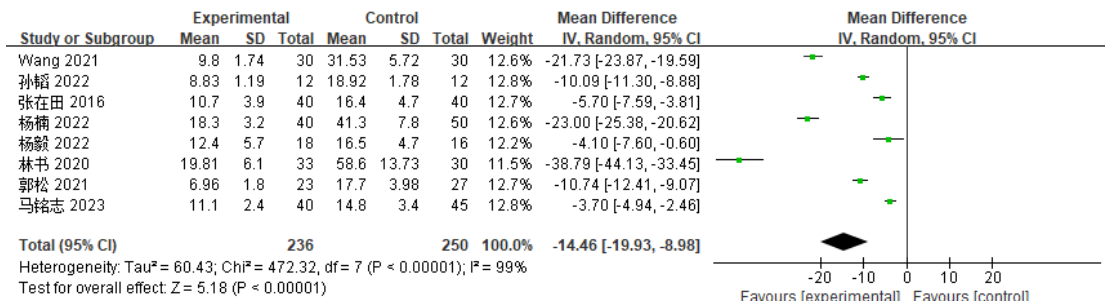 Experimental Control Mean Difference Mean Difference
Study or Subgroup Mean SD Total Mean SD Total Weight IV, Random, 95% CI IV, Random, 95% CI
Wang 2021 9.8 1.74 30 31.53 5.72 30 12.6% -21.73 [-23.87, -19.59]
孙韬 2022 8.83 1.19 12 18.92 1.78 12 12.8% -10.09 [-11.30, -8.88]
张在田 2016 10.7 3.9 40 16.4 4.7 40 12.7% -5.70 [-7.59, -3.81]
杨楠 2022 18.3 3.2 40 41.3 7.8 50 12.6% -23.00 [-25.38, -20.62]
杨毅 2022 12.4 5.7 18 16.5 4.7 16 12.2% -4.10 [-7.60, -0.60]
林书 2020 19.81 6.1 33 58.6 13.73 30 11.5% -38.79 [-44.13, -33.45]
郭松 2021 6.96 1.8 23 17.7 3.98 27 12.7% -10.74 [-12.41, -9.07]
马铭志 2023 11.1 2.4 40 14.8 3.4 45 12.8% -3.70 [-4.94, -2.46]
Total (95% CI) 236 250 100.0% -14.46 [-19.93, -8.98]
Heterogeneity: Tau² = 60.43; Chi² = 472.32, df = 7 (P < 0.00001); I² = 99%
Test for overall effect: Z = 5.18 (P < 0.00001)
-20 -10 0 10 20
Favours [experimental] Favours [control]